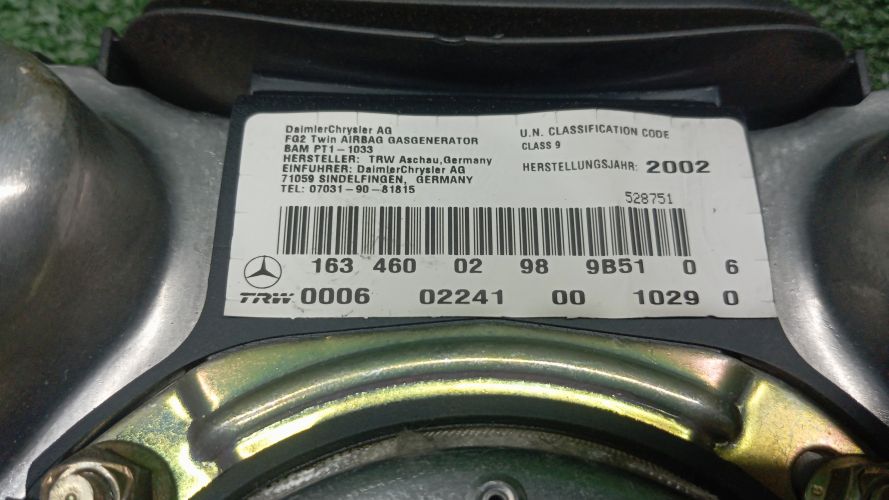 DaimlerChrysler AG
FG2 Twin AIRBAG GASGENERATOR
BAM PT1-1033
HERSTELLER: TRW Aschau, Germany
EINFUHRER: DaimlerChrysler AG
71059 SINDELFINGEN, GERMANY
TEL: 07031-90-81815
U.N. CLASSIFICATION CODE
CLASS 9
HERSTELLUNGSJAHR: 2002
528751
163 460 02 98 9B51 0 6
TRW 0006 02241 00 1029 0